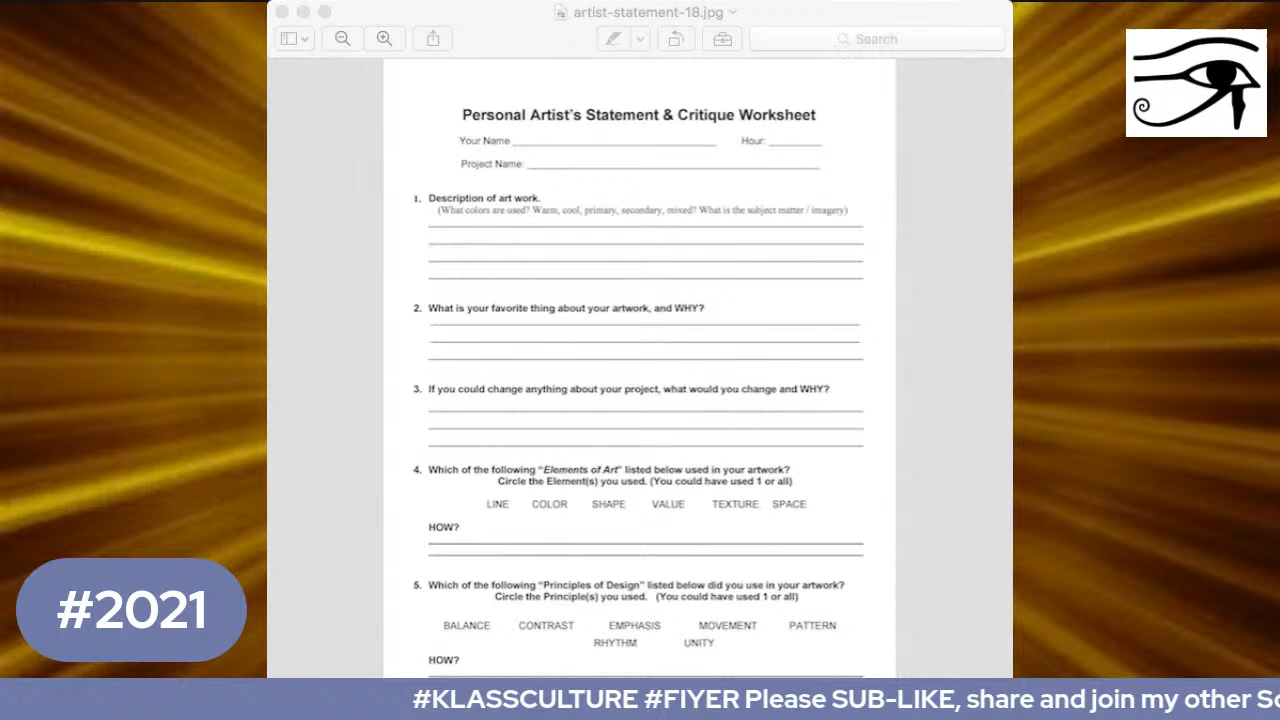 artist-statement-18.jpg
Search
Personal Artist's Statement & Critique Worksheet
Your Name Hour:
Project Name:
1. Description of art work.
(What colors are used? Warm, cool, primary, secondary, mixed? What is the subject matter / imagery)
2. What is your favorite thing about your artwork, and WHY?
3. If you could change anything about your project, what would you change and WHY?
4. Which of the following “Elements of Art” listed below used in your artwork?
Circle the Element(s) you used. (You could have used 1 or all)
LINE COLOR SHAPE VALUE TEXTURE SPACE
HOW?
5. Which of the following “Principles of Design” listed below did you use in your artwork?
Circle the Principle(s) you used. (You could have used 1 or all)
BALANCE CONTRAST EMPHASIS MOVEMENT PATTERN
RHYTHM UNITY
HOW?
#2021
#KLASSCULTURE #FIYER Please SUB-LIKE, share and join my other So